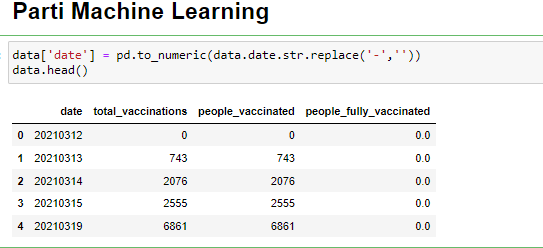 Parti Machine Learning
data['date'] = pd.to_numeric(data.date.str.replace('-',''))
data.head()
date total_vaccinations people_vaccinated people_fully_vaccinated
0 20210312 0 0 0.0
1 20210313 743 743 0.0
2 20210314 2076 2076 0.0
3 20210315 2555 2555 0.0
4 20210319 6861 6861 0.0